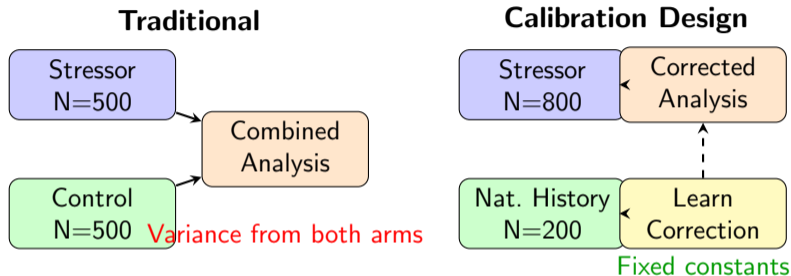 Traditional
Stressor
N=500
Combined
Analysis
Control
N=500
Variance from both arms
Calibration Design
Stressor
N=800
Corrected
Analysis
Nat. History
N=200
Learn
Correction
Fixed constants